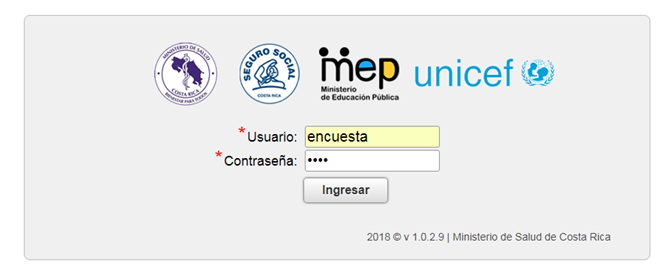 MINISTERIO DE SALUD
COSTA RICA
BIENESTAR PARA TODOS
SEGURO SOCIAL
COSTA RICA
mep
Ministerio
de Educación Pública
unicef
*Usuario: encuesta
*Contraseña: ••••
Ingresar
2018 © v 1.0.2.9 | Ministerio de Salud de Costa Rica